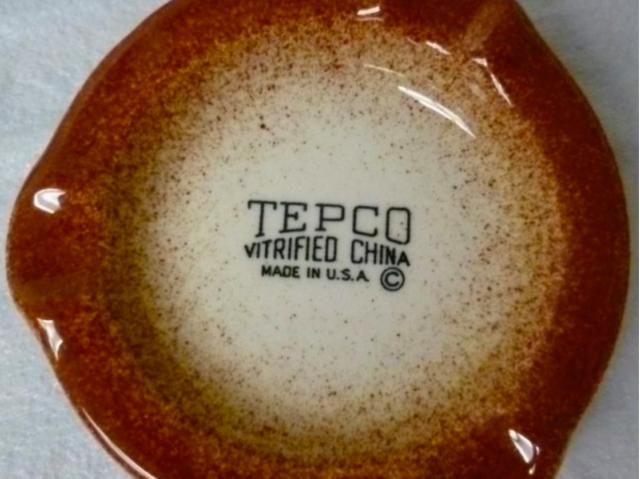 TEPCO
VITRIFIED CHINA
MADE IN U.S.A. ©